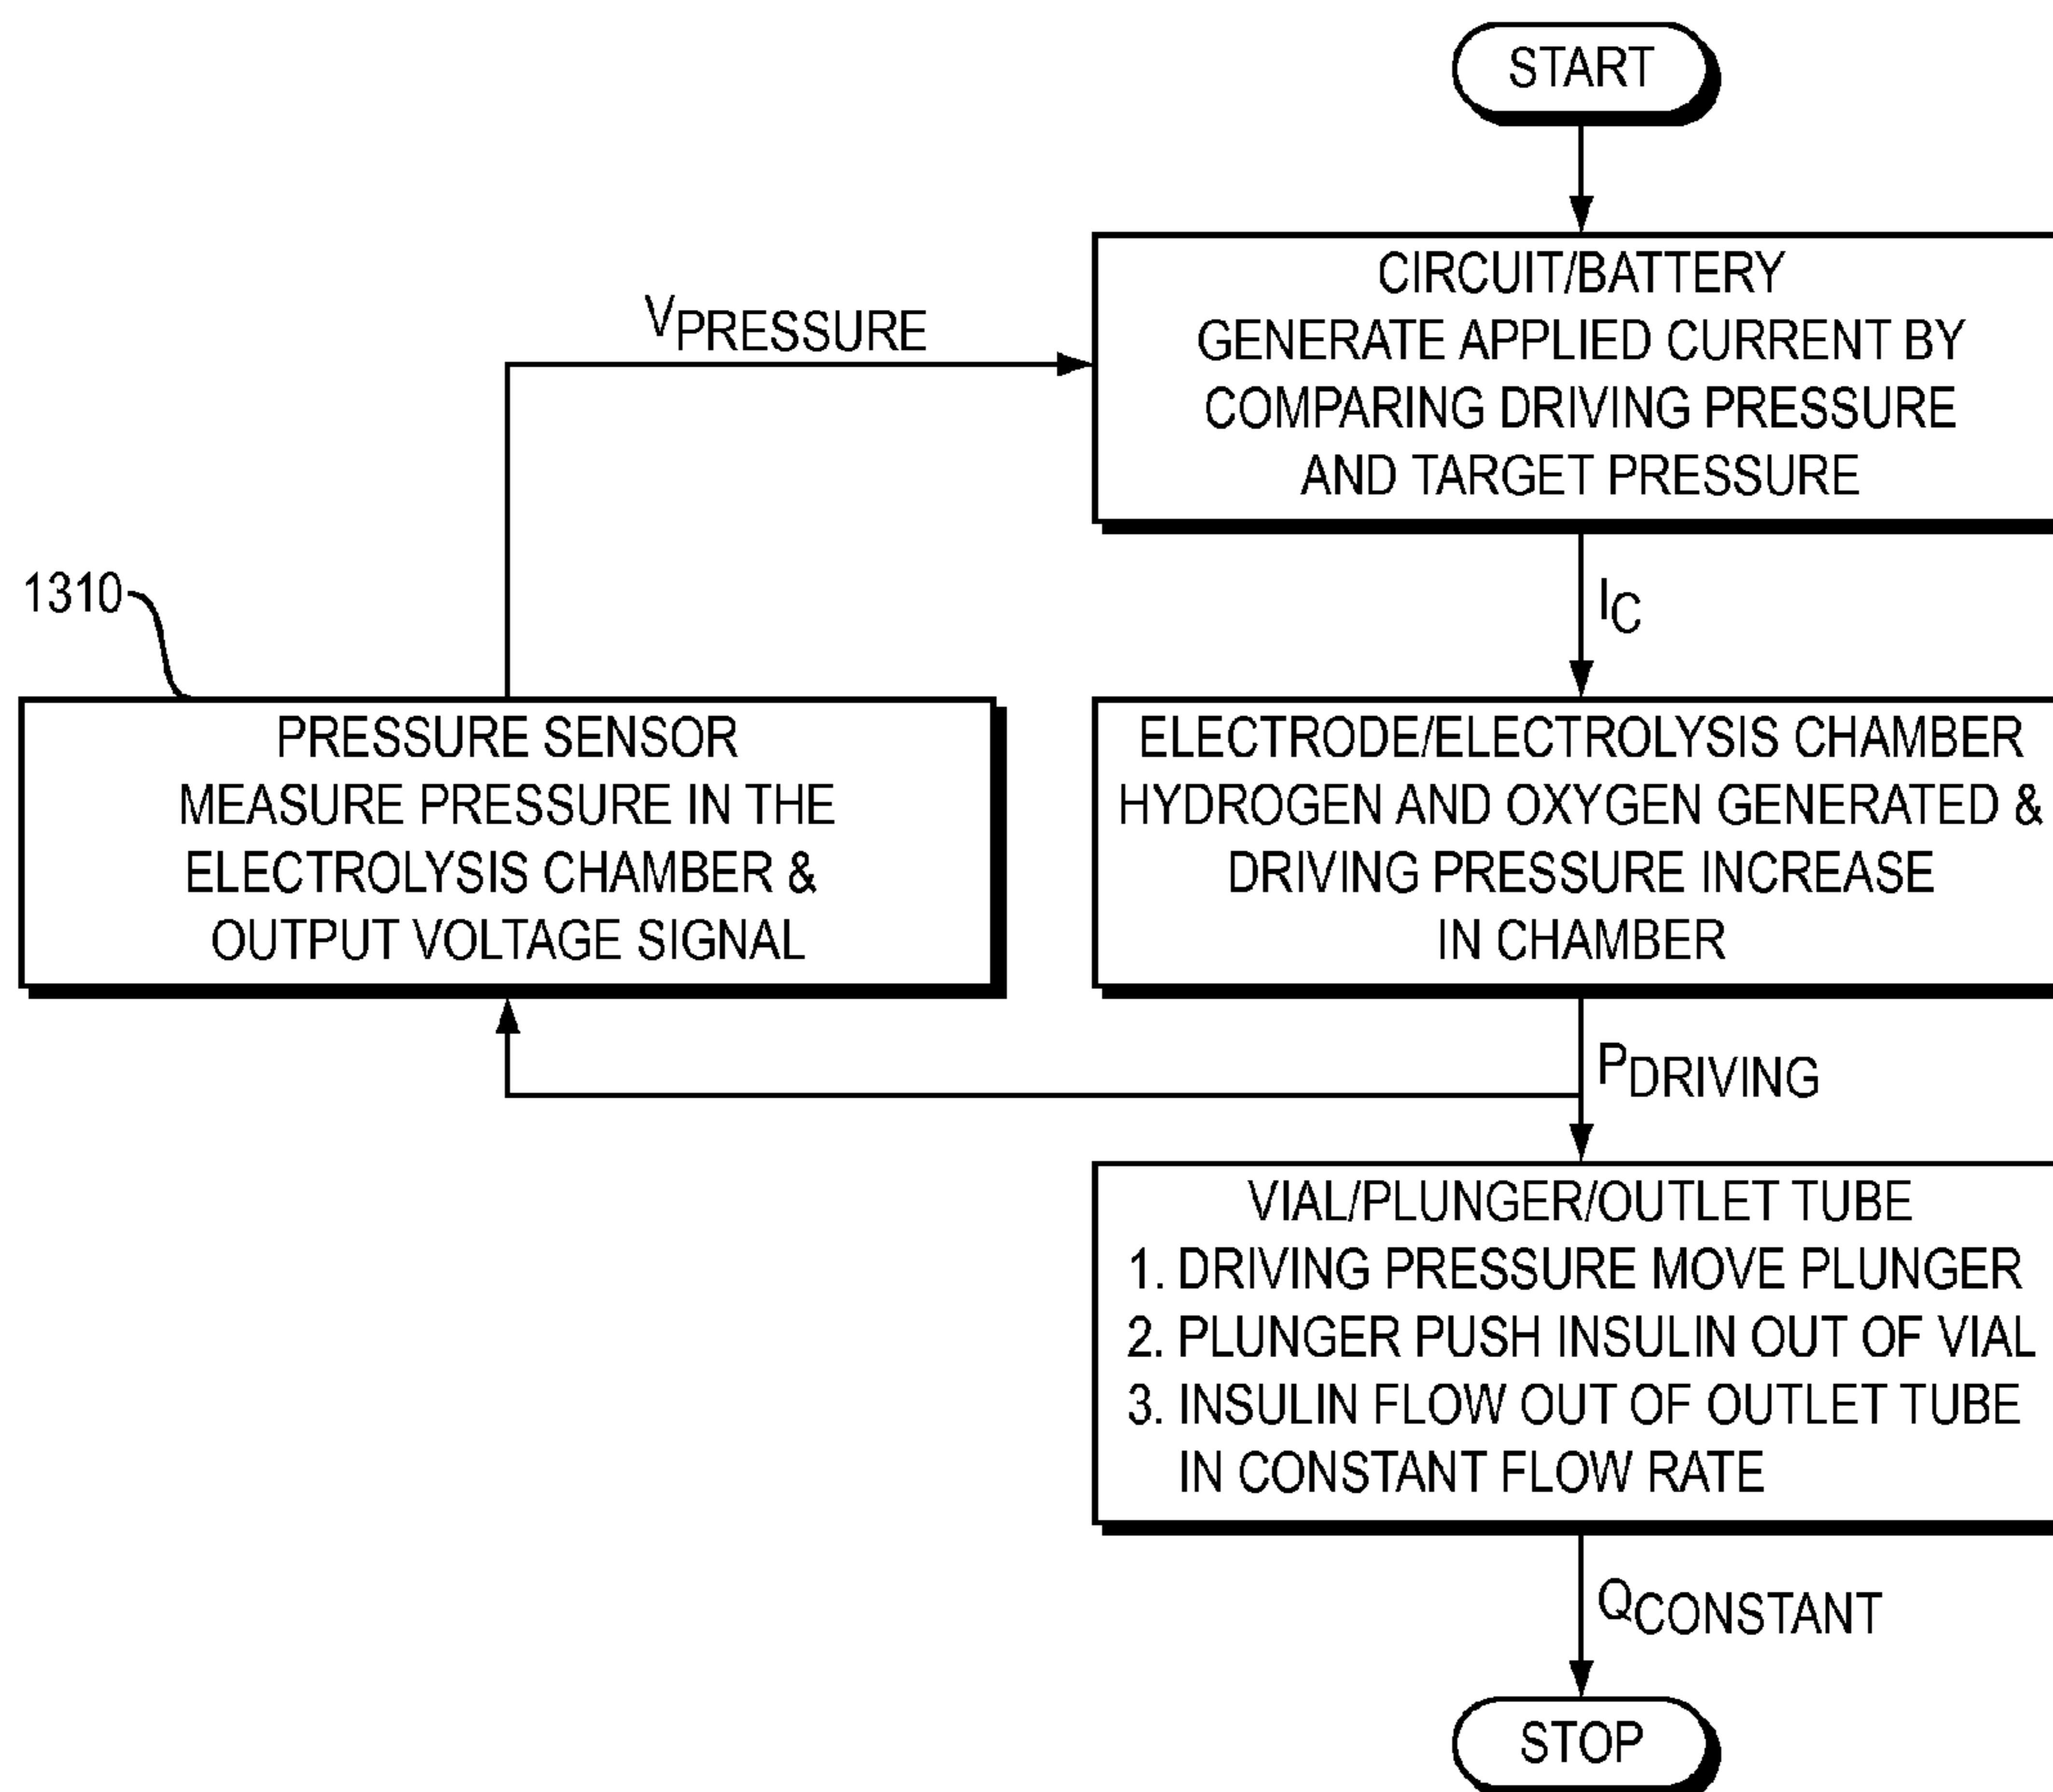 START
CIRCUIT/BATTERY
GENERATE APPLIED CURRENT BY
COMPARING DRIVING PRESSURE
AND TARGET PRESSURE
VPRESSURE
IC
1310
PRESSURE SENSOR
MEASURE PRESSURE IN THE
ELECTROLYSIS CHAMBER &
OUTPUT VOLTAGE SIGNAL
ELECTRODE/ELECTROLYSIS CHAMBER
HYDROGEN AND OXYGEN GENERATED &
DRIVING PRESSURE INCREASE
IN CHAMBER
PDRIVING
VIAL/PLUNGER/OUTLET TUBE
1. DRIVING PRESSURE MOVE PLUNGER
2. PLUNGER PUSH INSULIN OUT OF VIAL
3. INSULIN FLOW OUT OF OUTLET TUBE
IN CONSTANT FLOW RATE
QCONSTANT
STOP